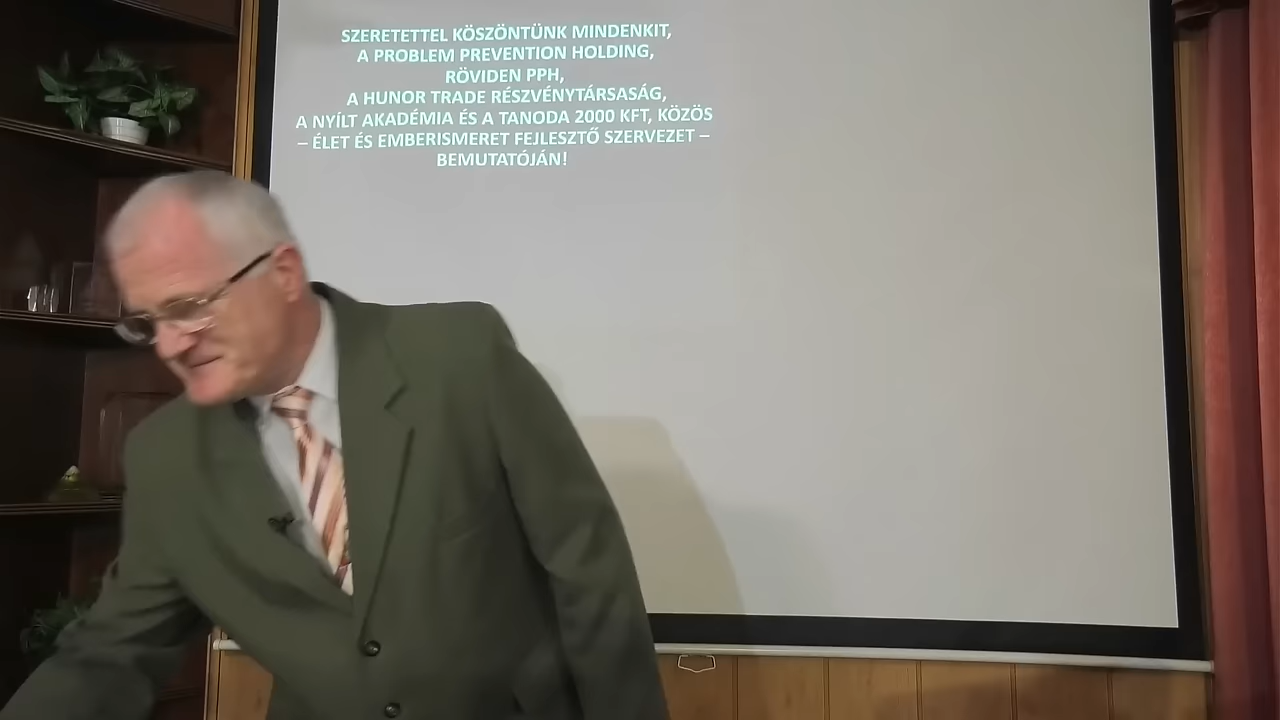 SZERETETTEL KÖSZÖNTÜNK MINDENKIT,
A PROBLEM PREVENTION HOLDING,
RÖVIDEN PPH,
A HUNOR TRADE RÉSZVÉNYTÁRSASÁG,
A NYÍLT AKADÉMIA ÉS A TANODA 2000 KFT, KÖZÖS
– ÉLET ÉS EMBERISMERET FEJLESZTŐ SZERVEZET –
BEMUTATÓJÁN!